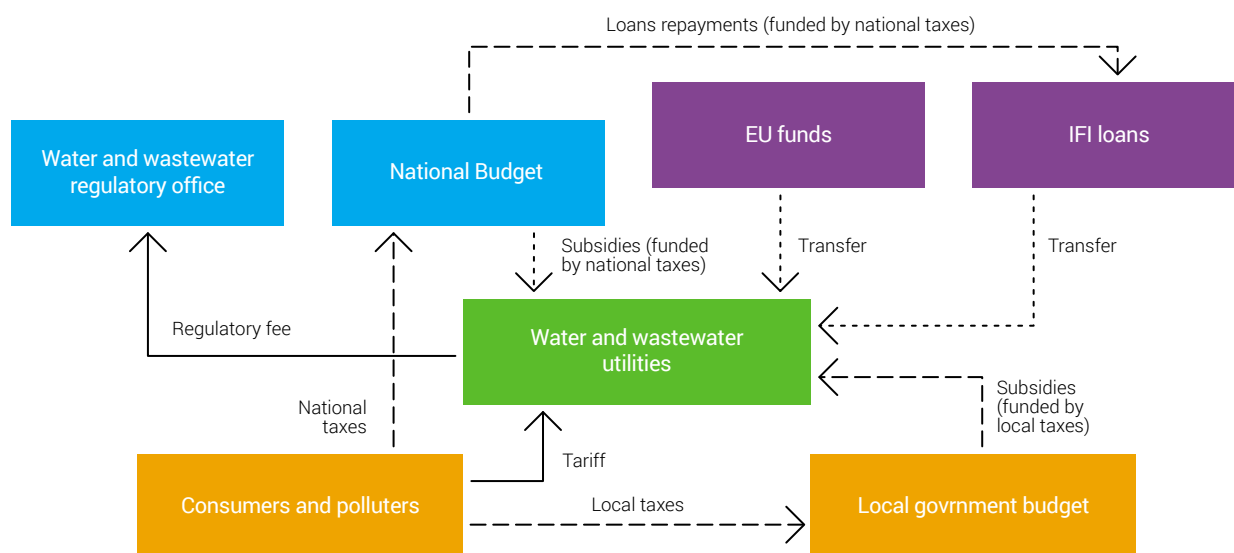 Loans repayments (funded by national taxes)
Water and wastewater
regulatory office
National Budget
EU funds
IFI loans
Subsidies (funded
by national taxes)
Transfer
Transfer
Regulatory fee
Water and wastewater
utilities
National
taxes
Tariff
Subsidies
(funded by
local taxes)
Consumers and polluters
Local taxes
Local govrnment budget